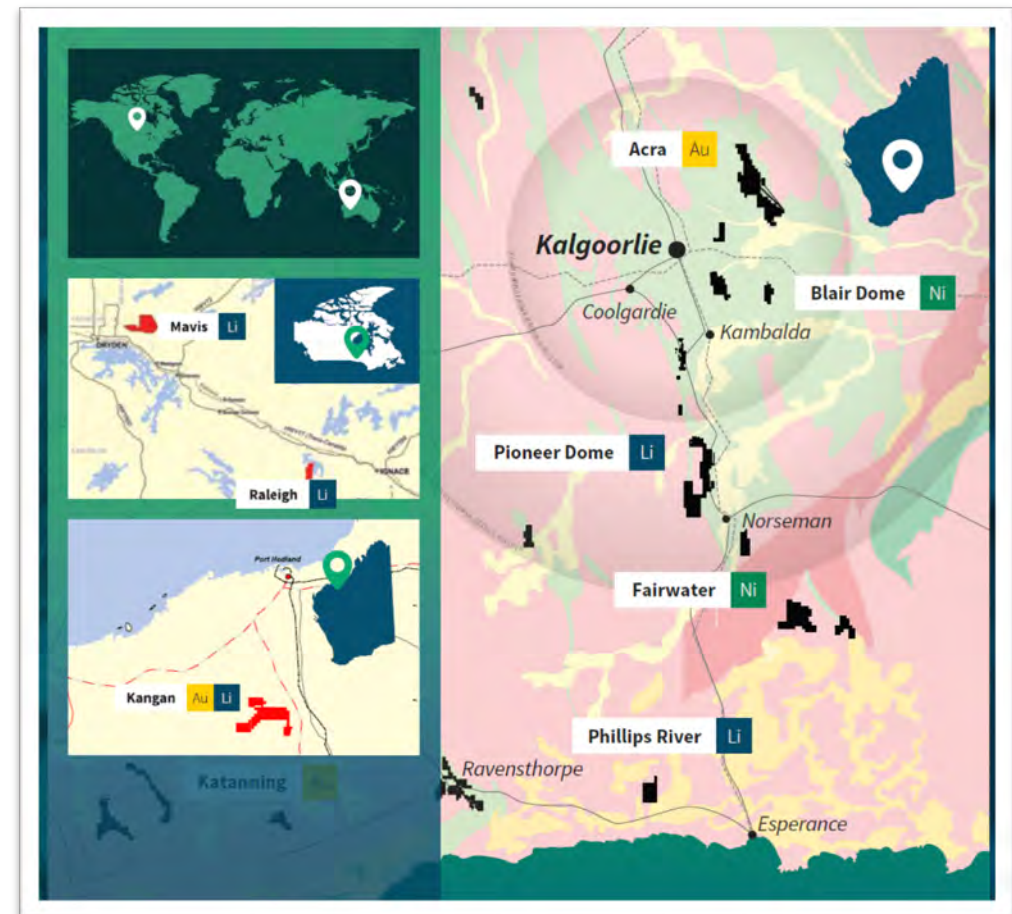 Mavis Li
DRYDEN
IGNACE
Raleigh Li
Port Hedland
Kangan Au Li
Katanning Au
Acra Au
Kalgoorlie
Blair Dome Ni
Coolgardie
Kambalda
Pioneer Dome Li
Norseman
Fairwater Ni
Phillips River Li
Ravensthorpe
Esperance